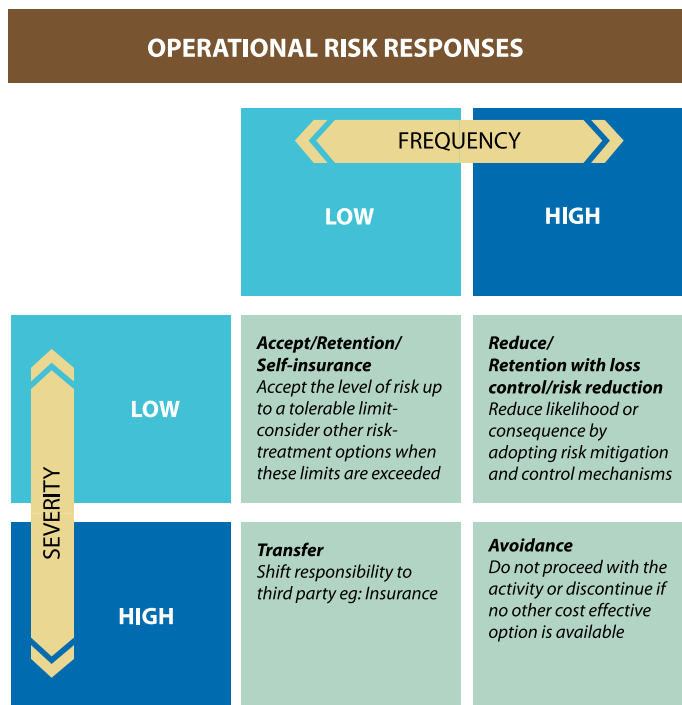 OPERATIONAL RISK RESPONSES
FREQUENCY
LOW
HIGH
SEVERITY
LOW
Accept/Retention/
Self-insurance
Accept the level of risk up
to a tolerable limit-
consider other risk-
treatment options when
these limits are exceeded
Reduce/
Retention with loss
control/risk reduction
Reduce likelihood or
consequence by
adopting risk mitigation
and control mechanisms
HIGH
Transfer
Shift responsibility to
third party eg: Insurance
Avoidance
Do not proceed with the
activity or discontinue if
no other cost effective
option is available